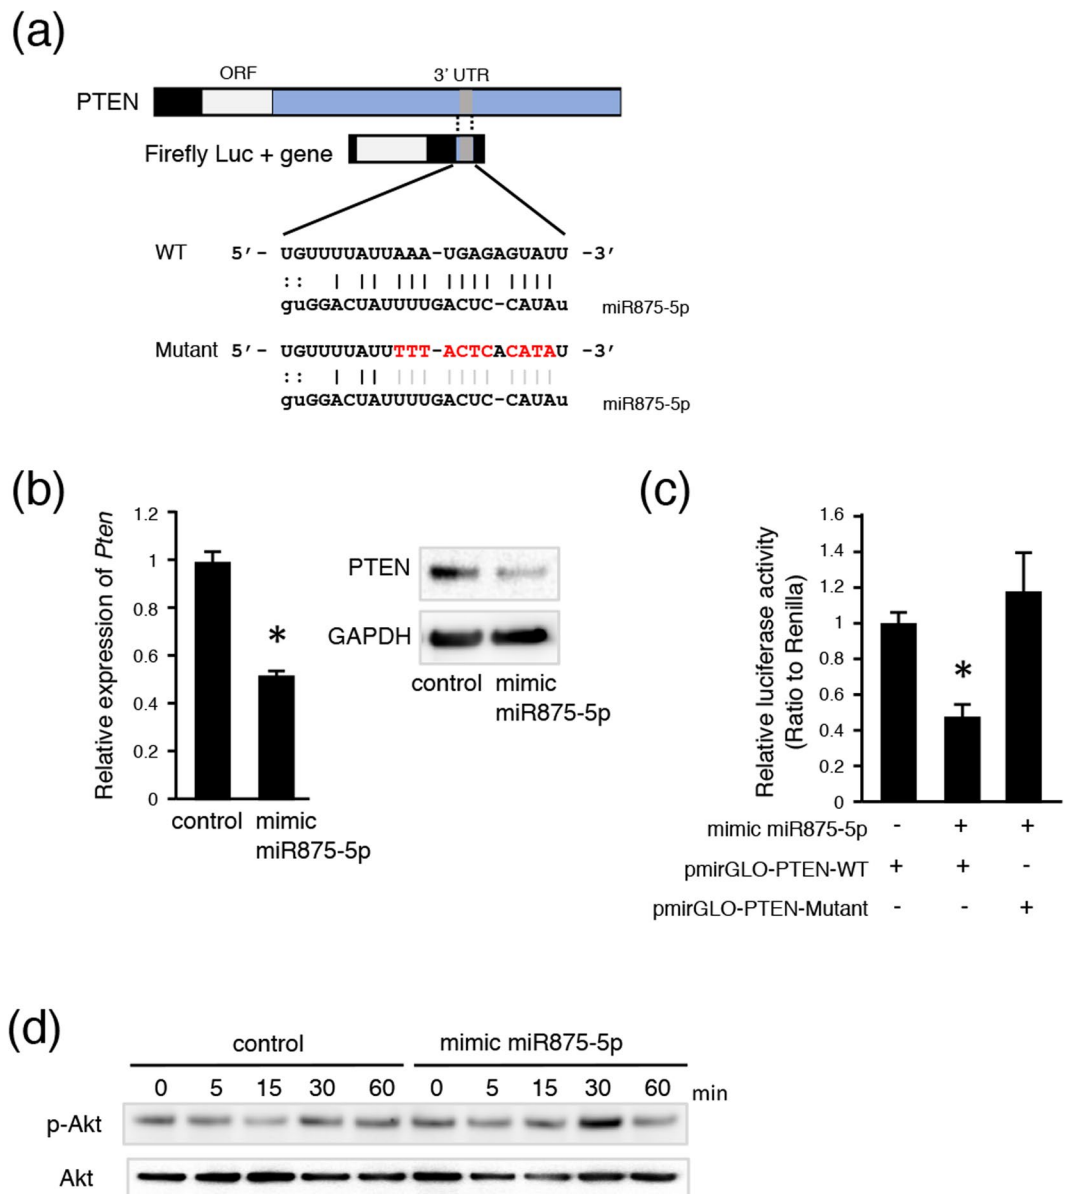 (a)
ORF 3' UTR
PTEN
Firefly Luc + gene
WT 5'- UGUUUUAUUAAA-UGAGAGUAUU -3'
:: | || ||| |||| ||||
guGGACUAUUUUGACUC-CAUAu miR875-5p
Mutant 5'- UGUUUUAUUTTT-ACTCACATAU -3'
:: | || ||| |||| ||||
guGGACUAUUUUGACUC-CAUAu miR875-5p
(b)
Relative expression of Pten
1.2
1
0.8
0.6
0.4
0.2
0
*
control mimic
miR875-5p
PTEN
GAPDH
control mimic
miR875-5p
(c)
Relative luciferase activity
(Ratio to Renilla)
1.6
1.4
1.2
1
0.8
0.6
0.4
0.2
0
*
mimic miR875-5p - + +
pmirGLO-PTEN-WT + + -
pmirGLO-PTEN-Mutant - - +
(d)
control mimic miR875-5p
0 5 15 30 60 0 5 15 30 60 min
p-Akt
Akt